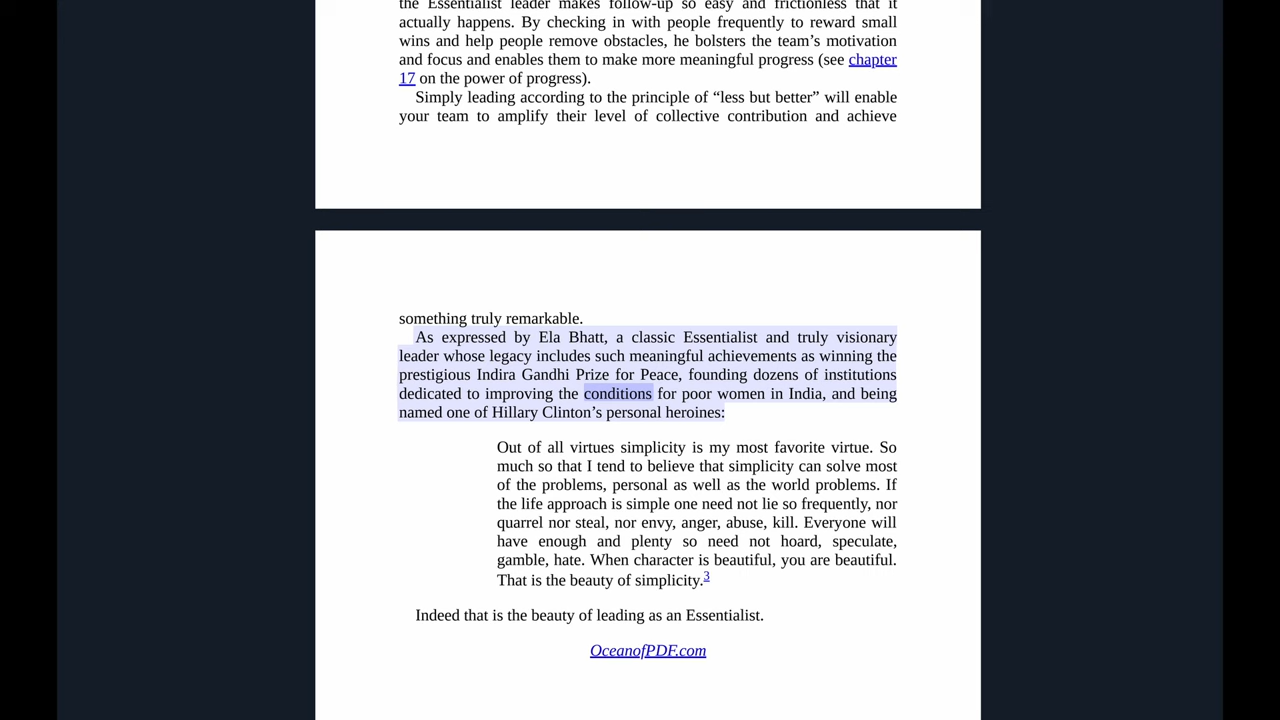 the Essentialist leader makes follow-up so easy and frictionless that it
actually happens. By checking in with people frequently to reward small
wins and help people remove obstacles, he bolsters the team’s motivation
and focus and enables them to make more meaningful progress (see chapter
17 on the power of progress).
Simply leading according to the principle of “less but better” will enable
your team to amplify their level of collective contribution and achieve
something truly remarkable.
As expressed by Ela Bhatt, a classic Essentialist and truly visionary
leader whose legacy includes such meaningful achievements as winning the
prestigious Indira Gandhi Prize for Peace, founding dozens of institutions
dedicated to improving the conditions for poor women in India, and being
named one of Hillary Clinton’s personal heroines:
Out of all virtues simplicity is my most favorite virtue. So
much so that I tend to believe that simplicity can solve most
of the problems, personal as well as the world problems. If
the life approach is simple one need not lie so frequently, nor
quarrel nor steal, nor envy, anger, abuse, kill. Everyone will
have enough and plenty so need not hoard, speculate,
gamble, hate. When character is beautiful, you are beautiful.
That is the beauty of simplicity.3
Indeed that is the beauty of leading as an Essentialist.
OceanofPDF.com